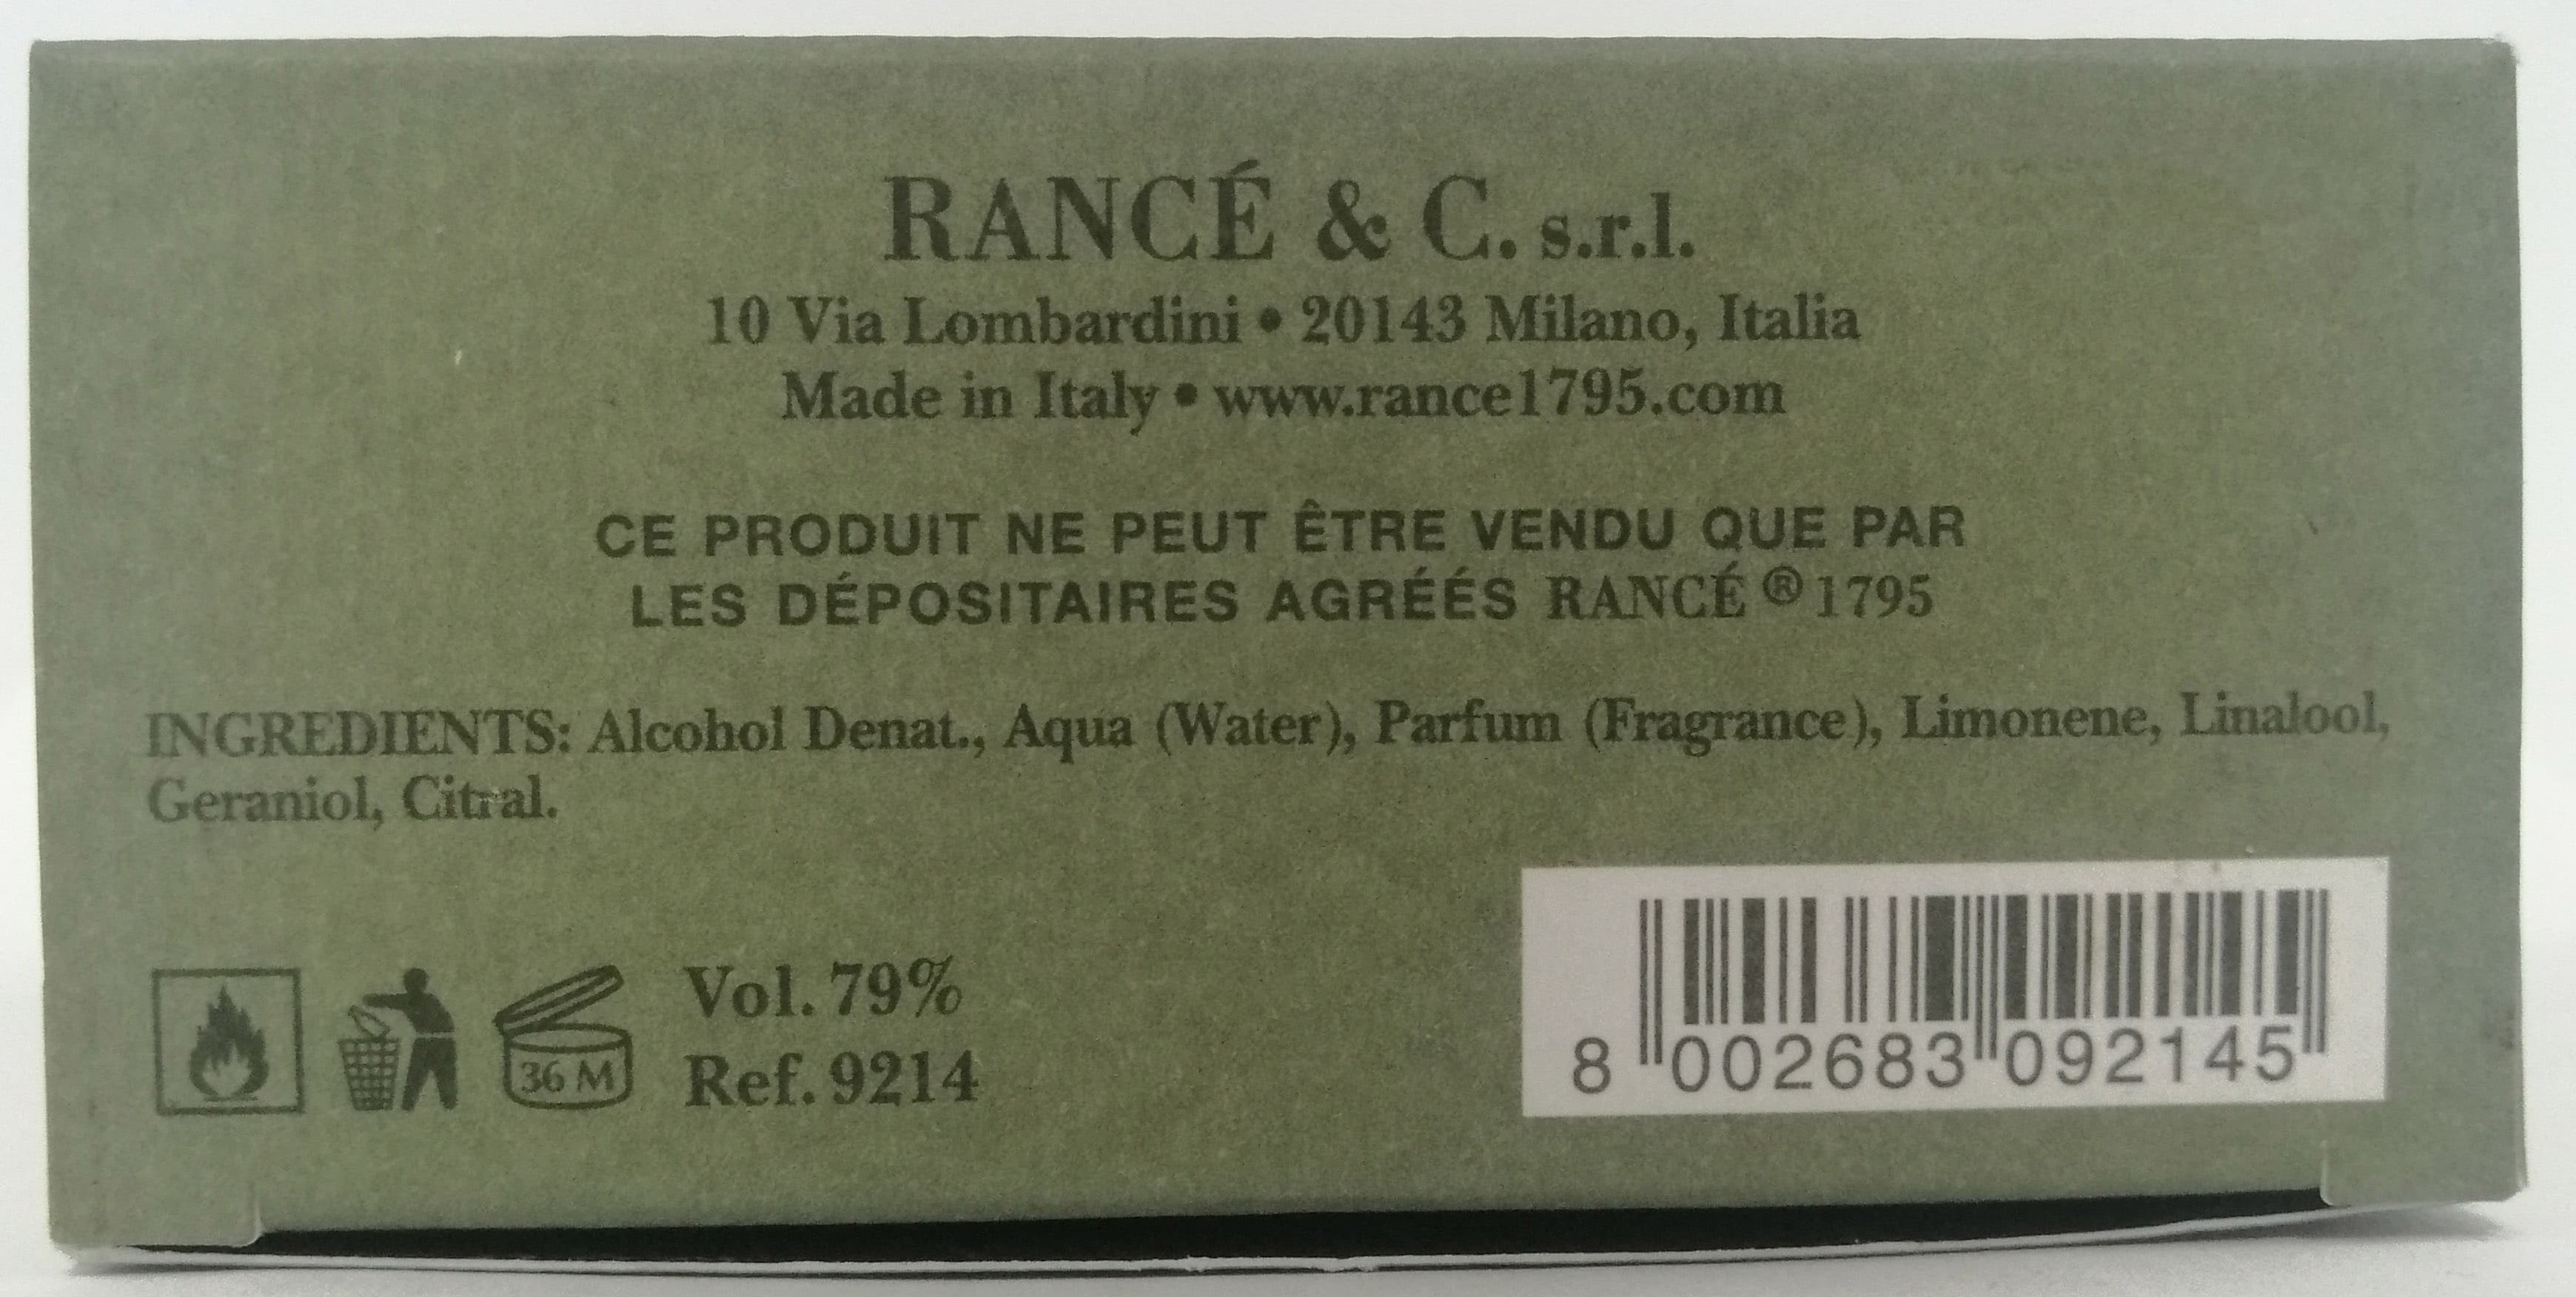 RANCÉ & C. s.r.l.
10 Via Lombardini • 20143 Milano, Italia
Made in Italy • www.rance1795.com
CE PRODUIT NE PEUT ÊTRE VENDU QUE PAR
LES DÉPOSITAIRES AGRÉÉS RANCÉ ® 1795
INGREDIENTS: Alcohol Denat., Aqua (Water), Parfum (Fragrance), Limonene, Linalool,
Geraniol, Citral.
36 M
Vol. 79%
Ref. 9214
8 002683 092145